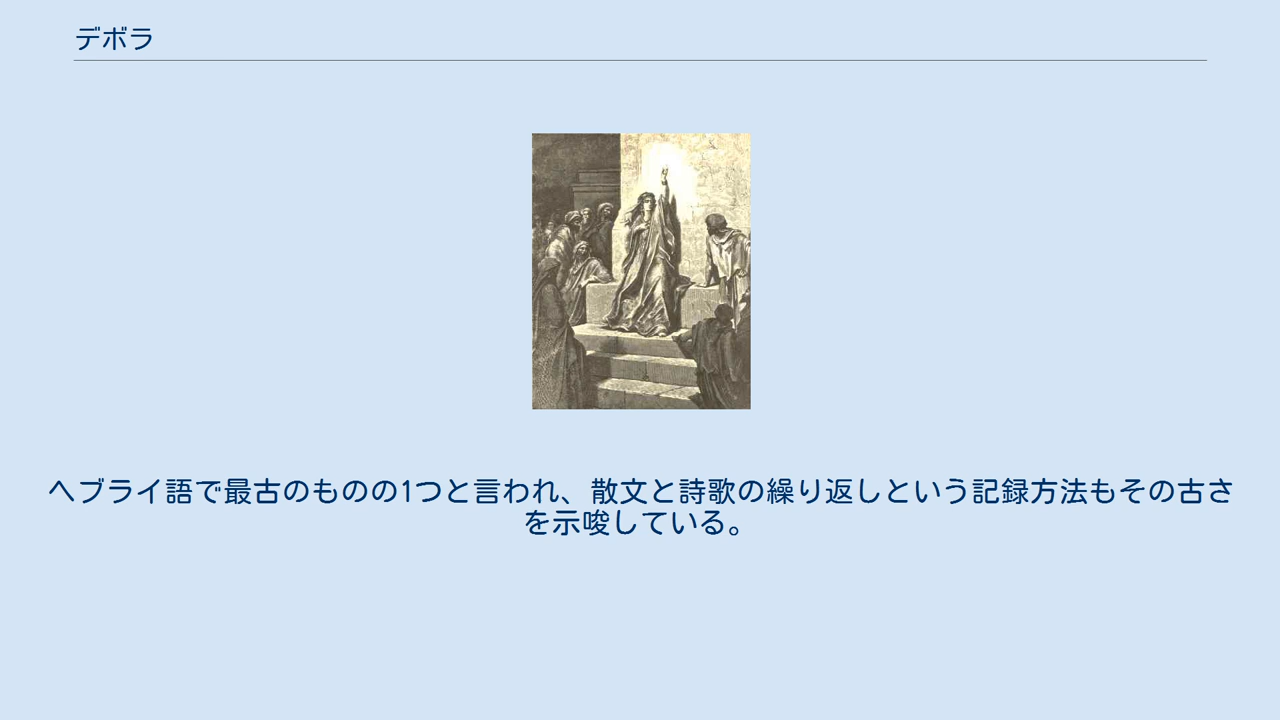 デボラ
ヘブライ語で最古のものの1つと言われ、散文と詩歌の繰り返しという記録方法もその古さ
を示唆している。